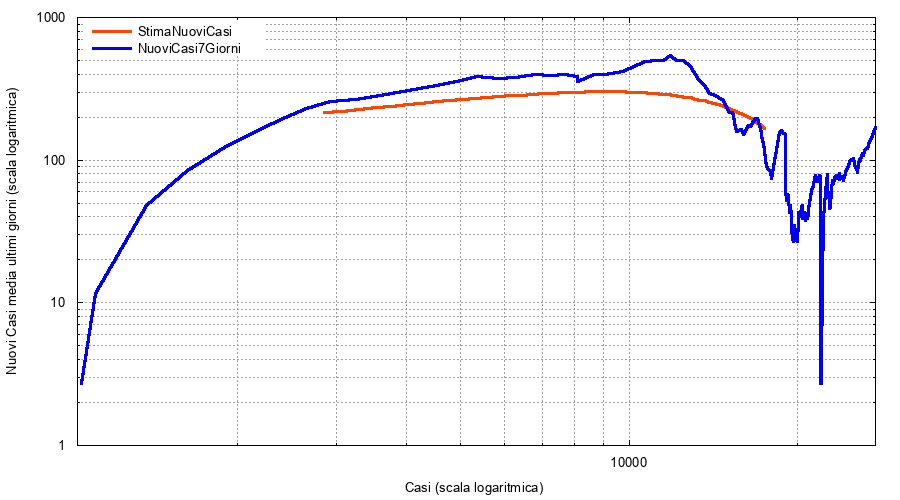 1000
StimaNuoviCasi
NuoviCasi7Giorni
100
10
1
Nuovi Casi media ultimi giorni (scala logaritmica)
10000
Casi (scala logaritmica)